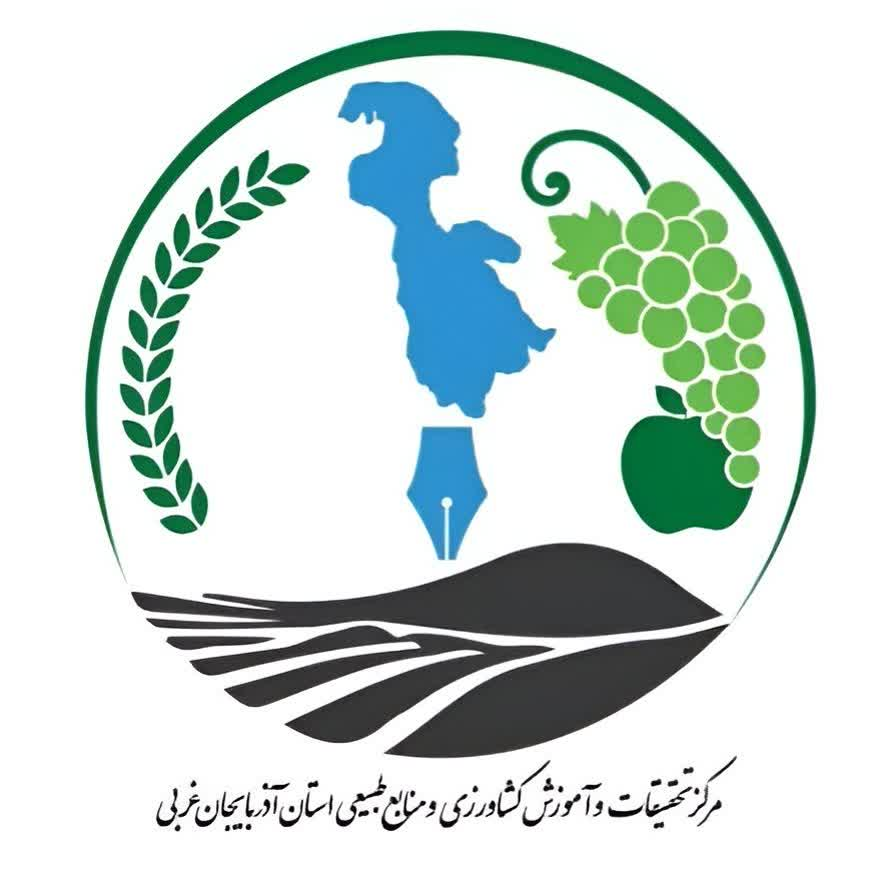 مرکز تحقیقات و آموزش کشاورزی و منابع طبیعی استان آذربایجان غربی